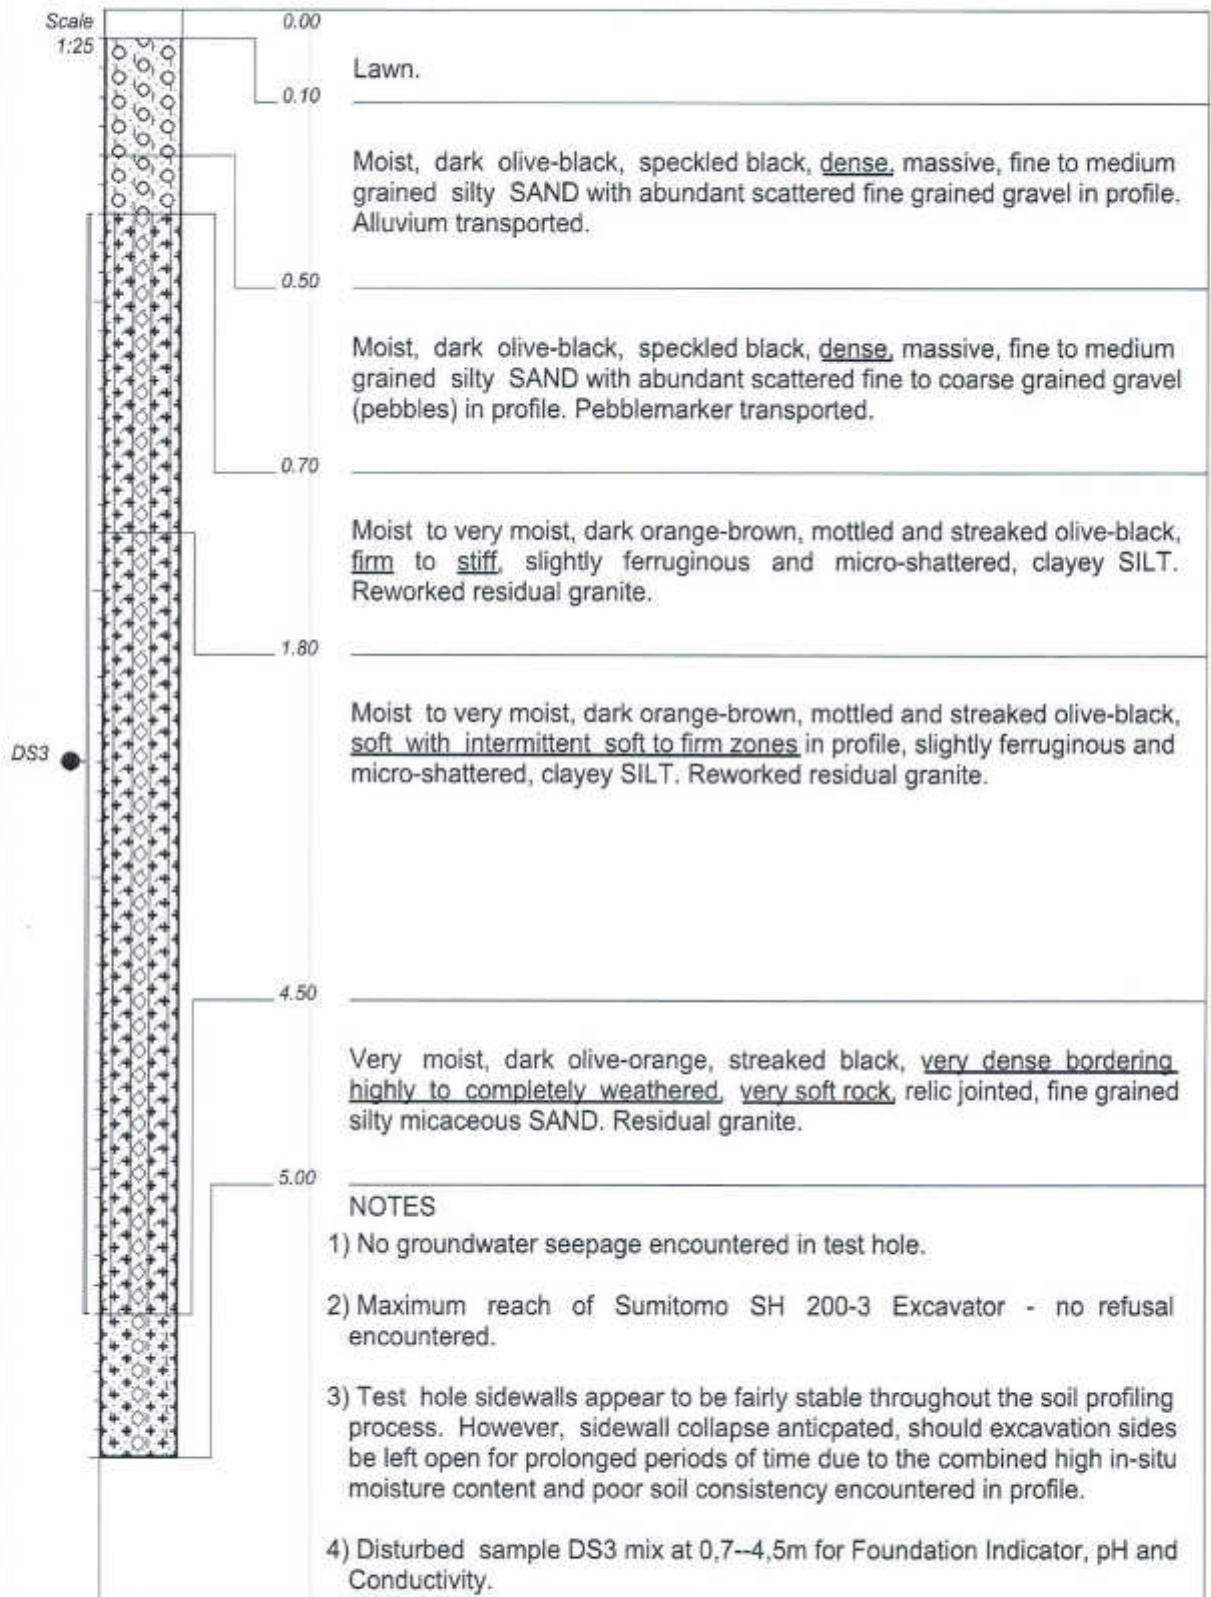 Scale
1:25
0.00
Lawn.
0.10
Moist, dark olive-black, speckled black, dense, massive, fine to medium
grained silty SAND with abundant scattered fine grained gravel in profile.
Alluvium transported.
0.50
Moist, dark olive-black, speckled black, dense, massive, fine to medium
grained silty SAND with abundant scattered fine to coarse grained gravel
(pebbles) in profile. Pebblemarker transported.
0.70
Moist to very moist, dark orange-brown, mottled and streaked olive-black,
firm to stiff, slightly ferruginous and micro-shattered, clayey SILT.
Reworked residual granite.
1.80
Moist to very moist, dark orange-brown, mottled and streaked olive-black,
soft with intermittent soft to firm zones in profile, slightly ferruginous and
micro-shattered, clayey SILT. Reworked residual granite.
DS3
4.50
Very moist, dark olive-orange, streaked black, very dense bordering
highly to completely weathered, very soft rock, relic jointed, fine grained
silty micaceous SAND. Residual granite.
5.00
NOTES
1) No groundwater seepage encountered in test hole.
2) Maximum reach of Sumitomo SH 200-3 Excavator - no refusal
encountered.
3) Test hole sidewalls appear to be fairly stable throughout the soil profiling
process. However, sidewall collapse anticpated, should excavation sides
be left open for prolonged periods of time due to the combined high in-situ
moisture content and poor soil consistency encountered in profile.
4) Disturbed sample DS3 mix at 0,7--4,5m for Foundation Indicator, pH and
Conductivity.